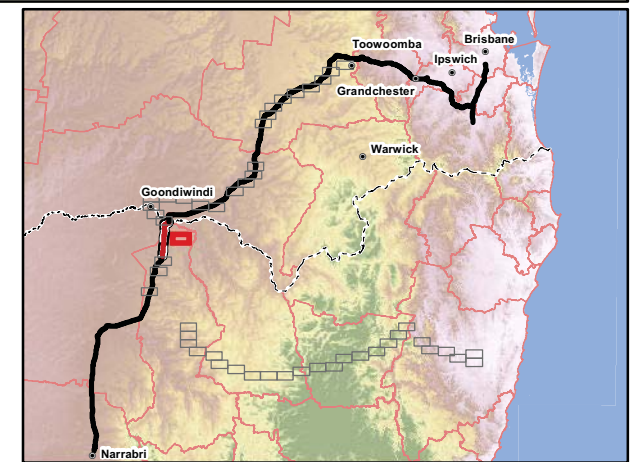 Brisbane
Toowoomba
Ipswich
Grandchester
Warwick
Goondiwindi
Narrabri